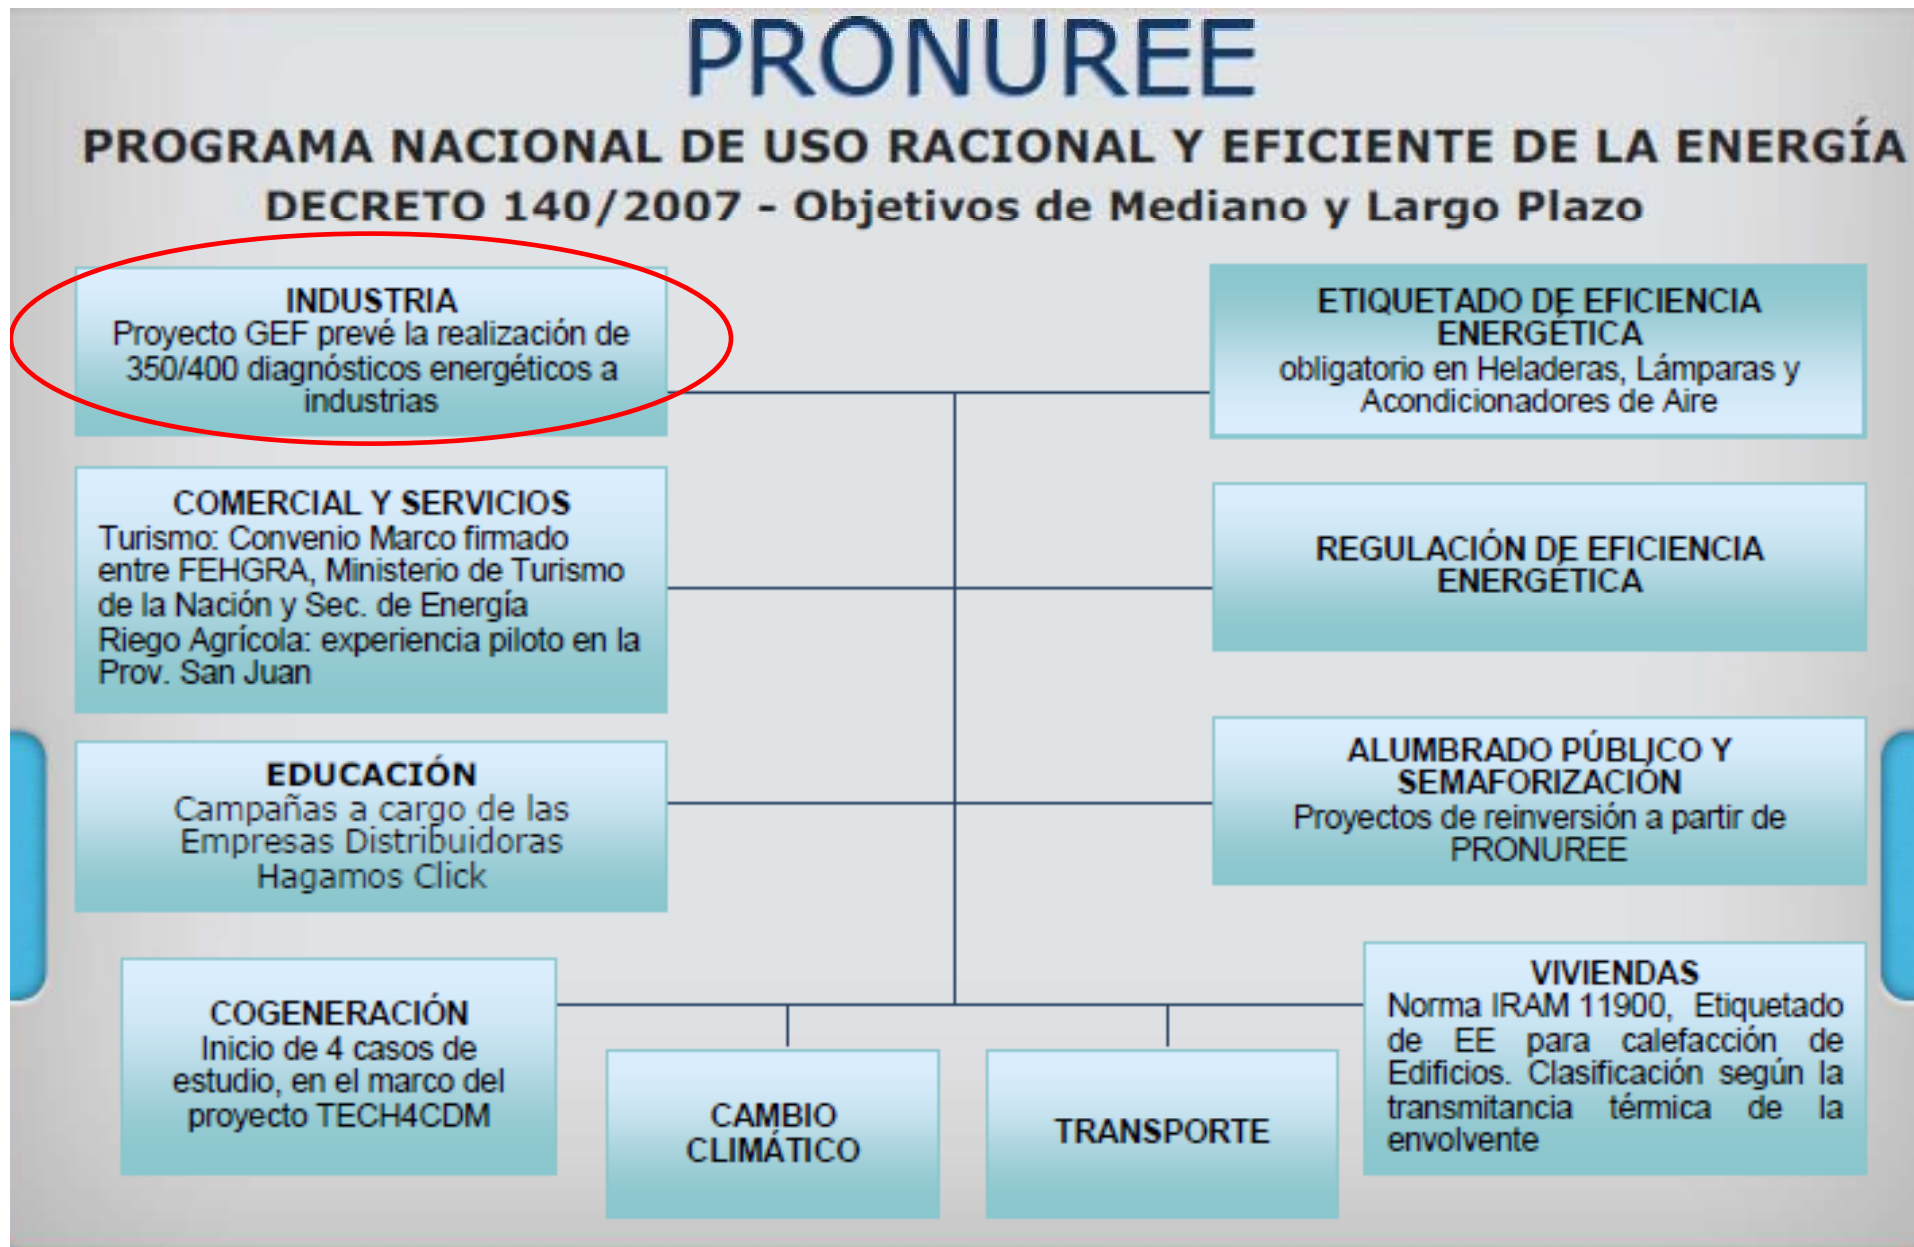 PRONUREE
PROGRAMA NACIONAL DE USO RACIONAL Y EFICIENTE DE LA ENERGÍA
DECRETO 140/2007 - Objetivos de Mediano y Largo Plazo
INDUSTRIA
Proyecto GEF prevé la realización de
350/400 diagnósticos energéticos a
industrias
ETIQUETADO DE EFICIENCIA
ENERGÉTICA
obligatorio en Heladeras, Lámparas y
Acondicionadores de Aire
COMERCIAL Y SERVICIOS
Turismo: Convenio Marco firmado
entre FEHGRA, Ministerio de Turismo
de la Nación y Sec. de Energía
Riego Agrícola: experiencia piloto en la
Prov. San Juan
REGULACIÓN DE EFICIENCIA
ENERGÉTICA
EDUCACIÓN
Campañas a cargo de las
Empresas Distribuidoras
Hagamos Click
ALUMBRADO PÚBLICO Y
SEMAFORIZACIÓN
Proyectos de reinversión a partir de
PRONUREE
COGENERACIÓN
Inicio de 4 casos de
estudio, en el marco del
proyecto TECH4CDM
CAMBIO
CLIMÁTICO
TRANSPORTE
VIVIENDAS
Norma IRAM 11900, Etiquetado
de EE para calefacción de
Edificios. Clasificación según la
transmitancia térmica de la
envolvente